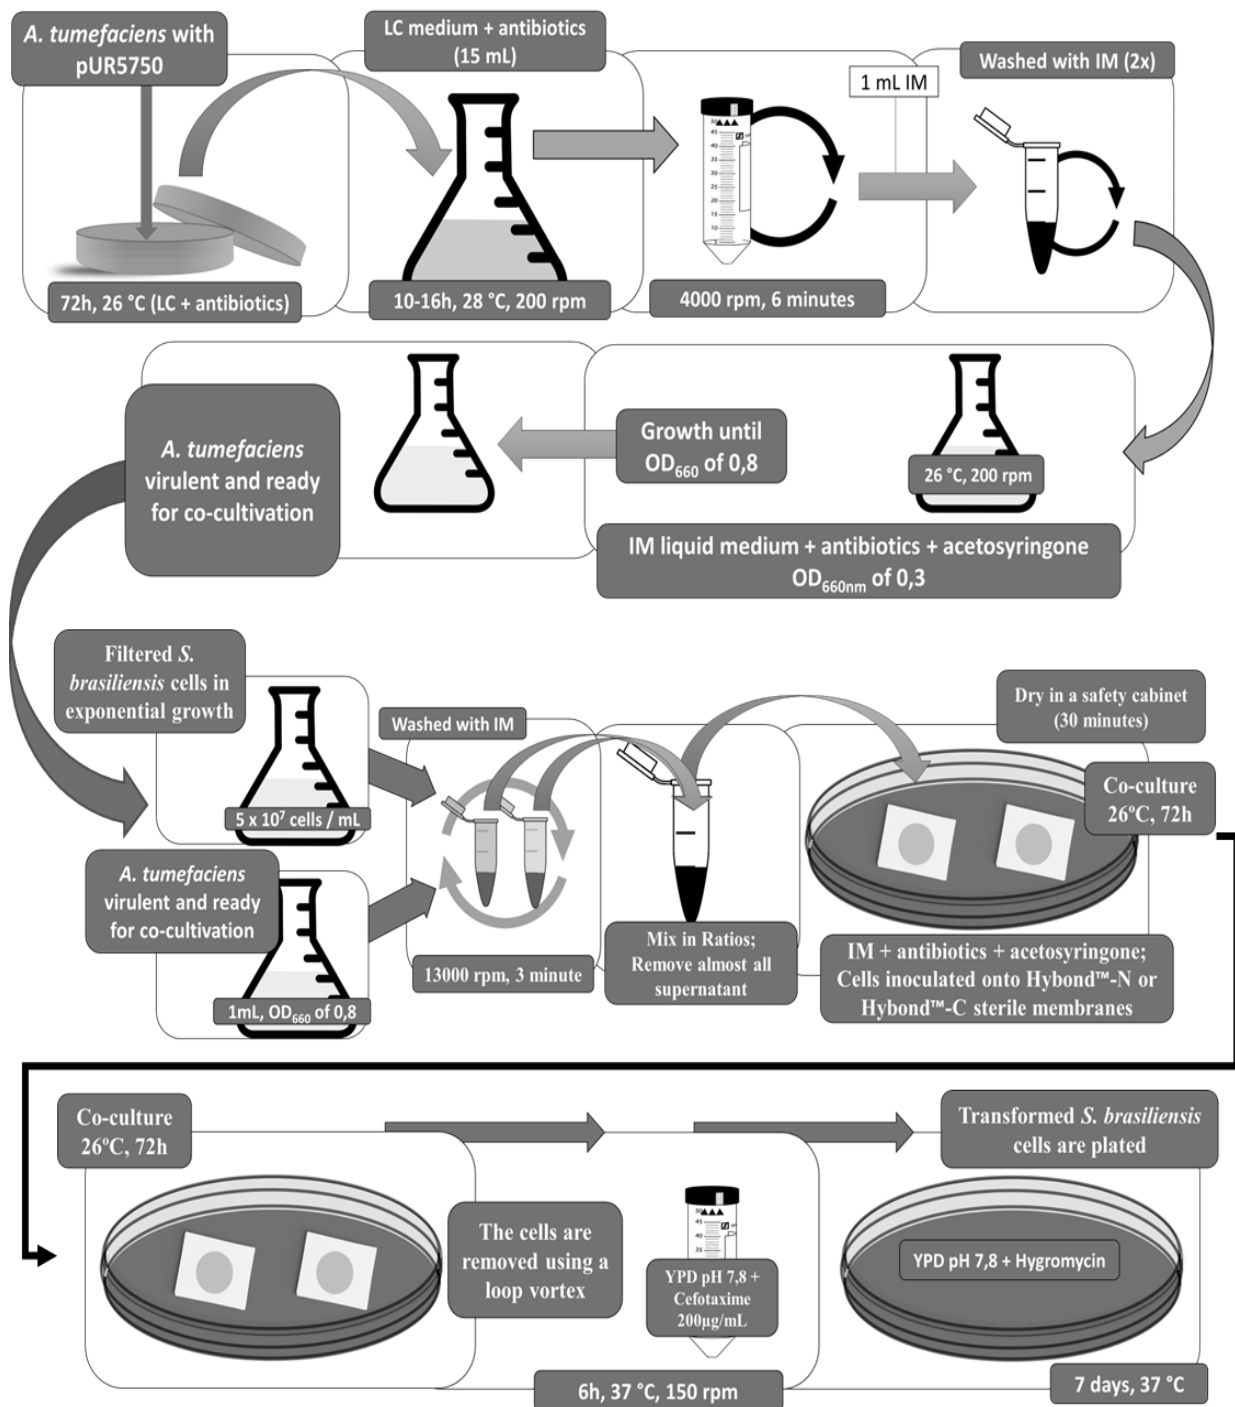 A. tumefaciens with
pUR5750
LC medium + antibiotics
(15 mL)
1 mL IM
Washed with IM (2x)
72h, 26 °C (LC + antibiotics)
10-16h, 28 °C, 200 rpm
4000 rpm, 6 minutes
A. tumefaciens
virulent and ready
for co-cultivation
Growth until
OD660 of 0,8
26 °C, 200 rpm
IM liquid medium + antibiotics + acetosyringone
OD660nm of 0,3
Filtered S.
brasiliensis cells in
exponential growth
5 x 10⁷ cells / mL
A. tumefaciens
virulent and ready
for co-cultivation
1mL, OD660 of 0,8
Washed with IM
13000 rpm, 3 minute
Mix in Ratios;
Remove almost all
supernatant
Dry in a safety cabinet
(30 minutes)
Co-culture
26ºC, 72h
IM + antibiotics + acetosyringone;
Cells inoculated onto Hybond™-N or
Hybond™-C sterile membranes
Co-culture
26ºC, 72h
The cells are
removed using a
loop vortex
YPD pH 7,8 +
Cefotaxime
200µg/mL
6h, 37 °C, 150 rpm
Transformed S. brasiliensis
cells are plated
YPD pH 7,8 + Hygromycin
7 days, 37 °C